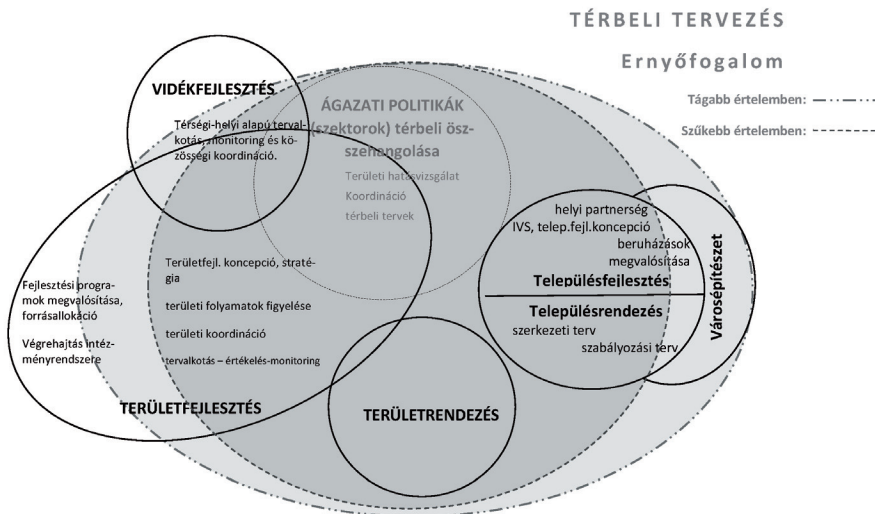 TÉRBELI TERVEZÉS
Ernyőfogalom
Tágabb értelemben:
Szűkebb értelemben:
VIDÉKFEJLESZTÉS
Térségi-helyi alapú terval-
kotás, monitoring és kö-
zösségi koordináció.
ÁGAZATI POLITIKÁK
(szektorok) térbeli ösz-
szehangolása
Területi hatásvizsgálat
Koordináció
térbeli tervek
helyi partnerség
IVS, telep.fejl.koncepció
beruházások
megvalósítása
Településfejlesztés
Településrendezés
szerkezeti terv
szabályozási terv
Városépítészet
Területfejl. koncepció, straté-
gia
területi folyamatok figyelése
területi koordináció
tervalkotás – értékelés-monitoring
Fejlesztési progra-
mok megvalósítása,
forrásallokáció
Végrehajtás intéz-
ményrendszere
TERÜLETFEJLESZTÉS
TERÜLETRENDEZÉS